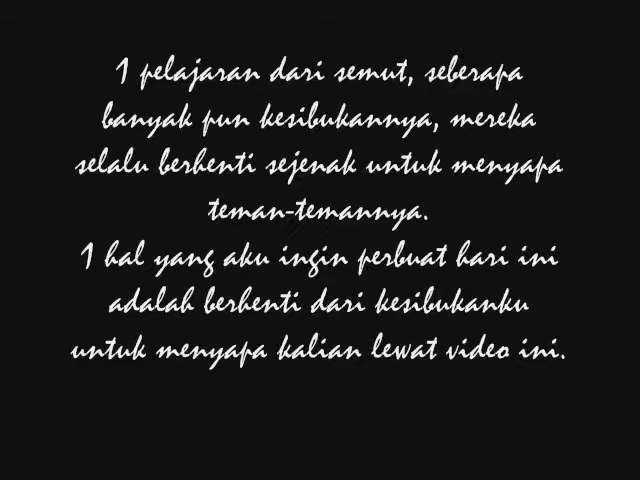 1 pelajaran dari semut, seberapa
banyak pun kesibukannya, mereka
selalu berhenti sejenak untuk menyapa
teman-temannya.
1 hal yang aku ingin perbuat hari ini
adalah berhenti dari kesibukanku
untuk menyapa kalian lewat video ini.